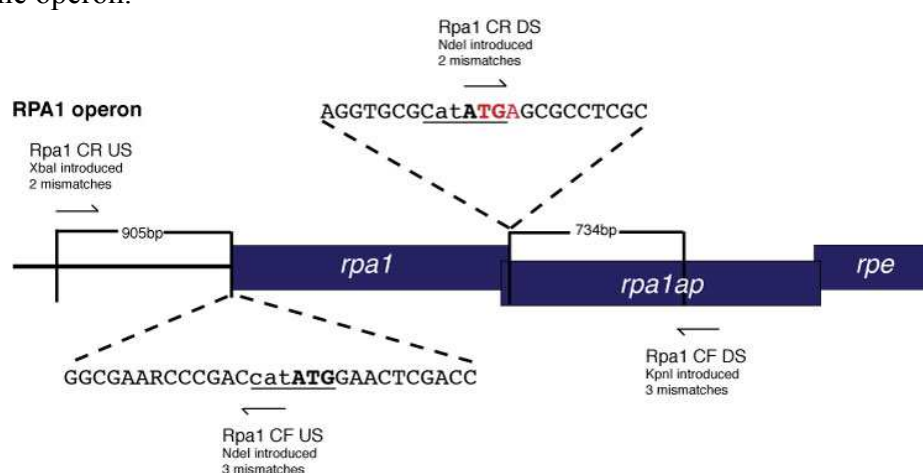 Rpa1 CR DS
NdeI introduced
2 mismatches
AGGTGCGCcatATGAGCGCCTCGC
RPA1 operon
Rpa1 CR US
XbaI introduced
2 mismatches
905bp
734bp
rpa1
rpa1ap
rpe
GGCGAARCCCGACcatATGGAACTCGACC
Rpa1 CF DS
KpnI introduced
3 mismatches
Rpa1 CF US
NdeI introduced
3 mismatches